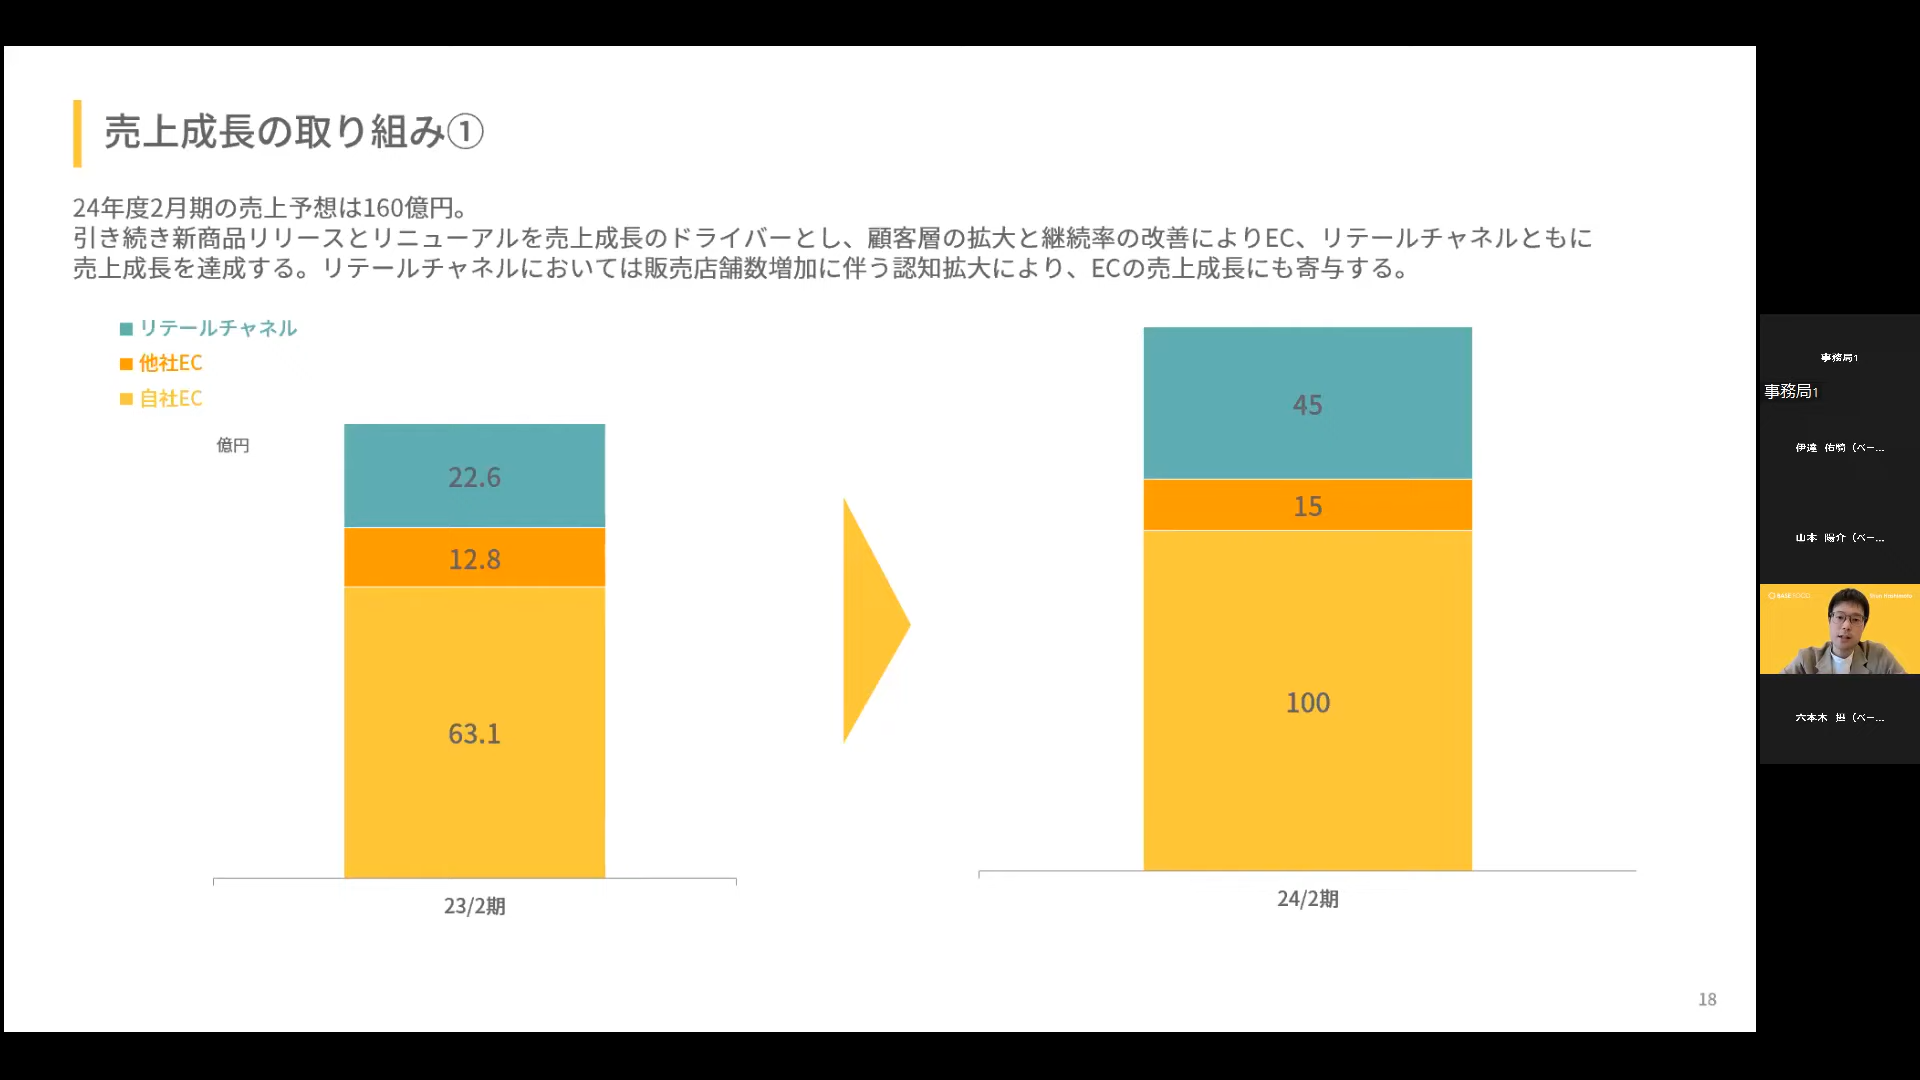 売上成長の取り組み①
24年度2月期の売上予想は160億円。
引き続き新商品リリースとリニューアルを売上成長のドライバーとし、顧客層の拡大と継続率の改善によりEC、リテールチャネルともに
売上成長を達成する。リテールチャネルにおいては販売店舗数増加に伴う認知拡大により、ECの売上成長にも寄与する。
リテールチャネル
他社EC
自社EC
億円
22.6
12.8
63.1
23/2期
45
15
100
24/2期
18
事務局1
事務局1
伊達 佑騎（ベー...
山本 陽介（ベー...
BASE FOOD
六本木 （ベー...